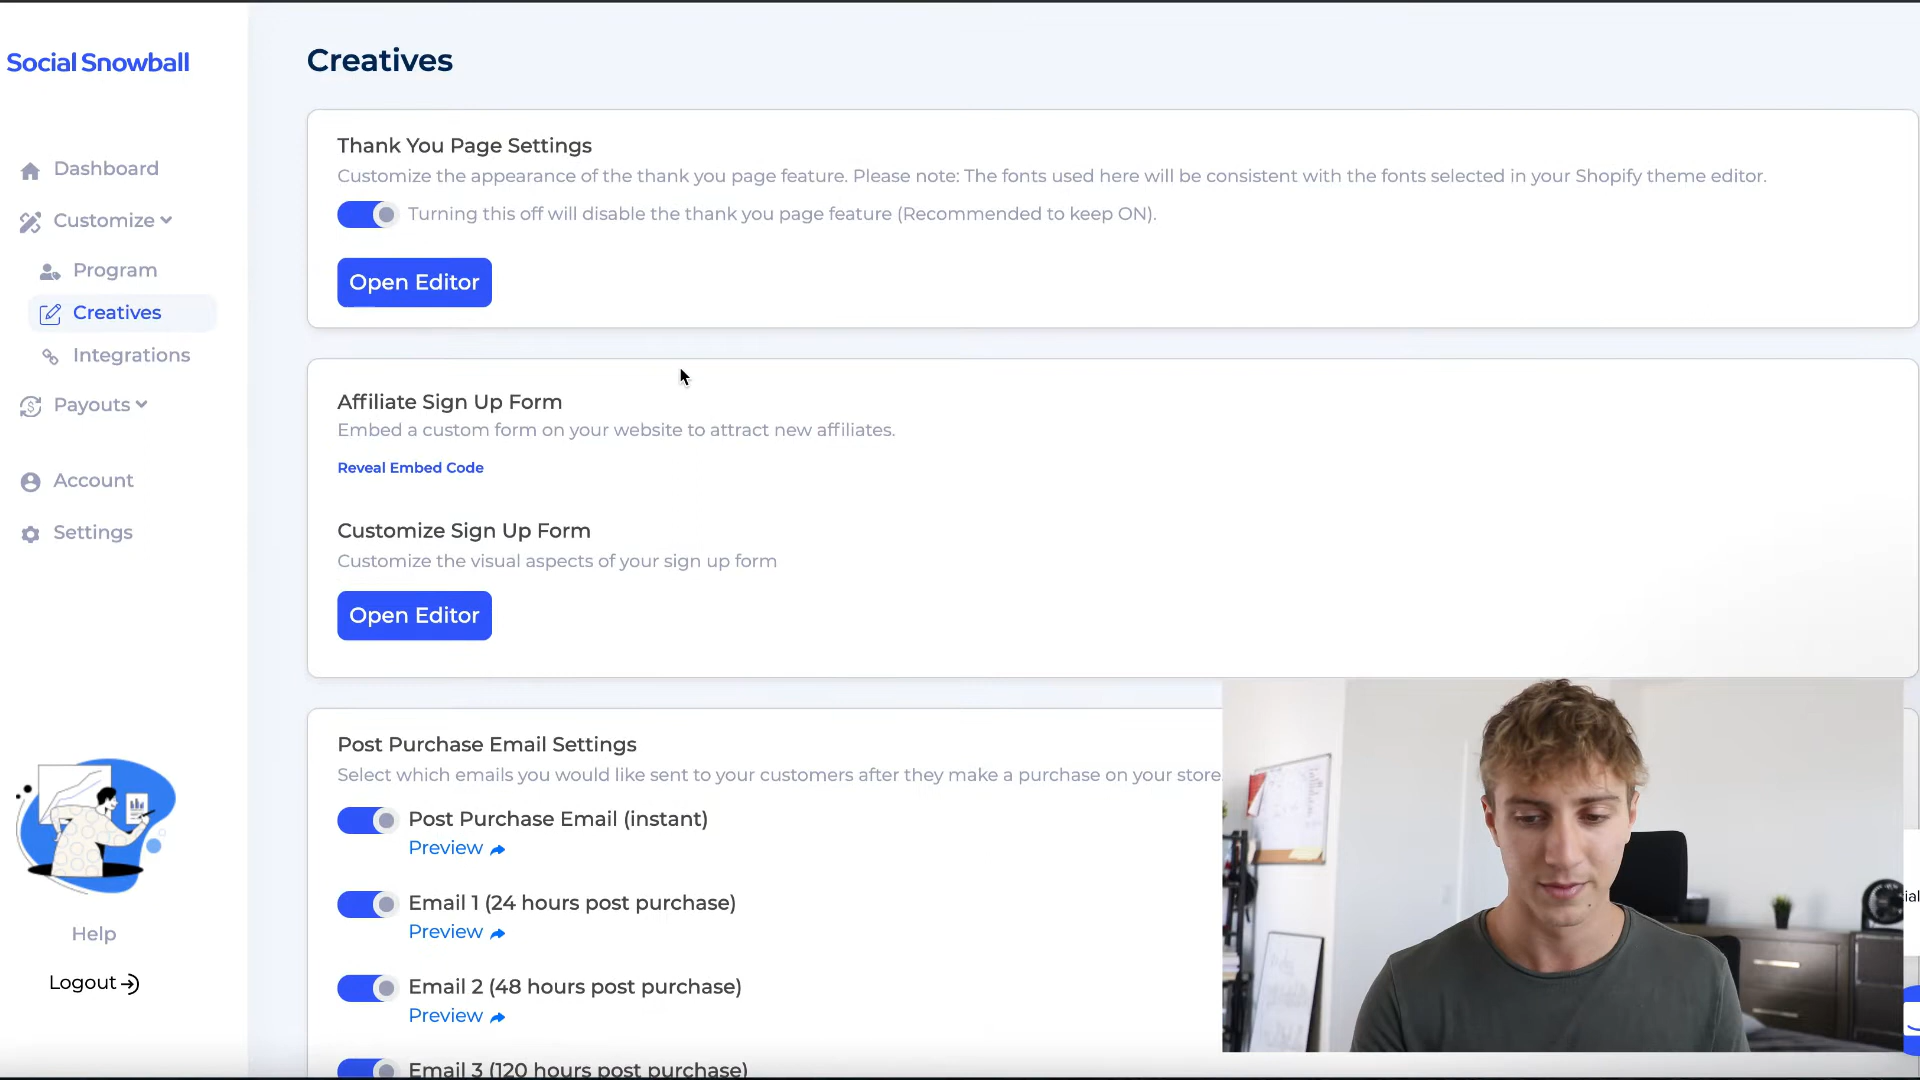 Social Snowball
Creatives
Dashboard
Customize
Program
Creatives
Integrations
Payouts
Account
Settings
Help
Logout
Thank You Page Settings
Customize the appearance of the thank you page feature. Please note: The fonts used here will be consistent with the fonts selected in your Shopify theme editor.
Turning this off will disable the thank you page feature (Recommended to keep ON).
Open Editor
Affiliate Sign Up Form
Embed a custom form on your website to attract new affiliates.
Reveal Embed Code
Customize Sign Up Form
Customize the visual aspects of your sign up form
Open Editor
Post Purchase Email Settings
Select which emails you would like sent to your customers after they make a purchase on your store
Post Purchase Email (instant)
Preview
Email 1 (24 hours post purchase)
Preview
Email 2 (48 hours post purchase)
Preview
Email 3 (120 hours post purchase)